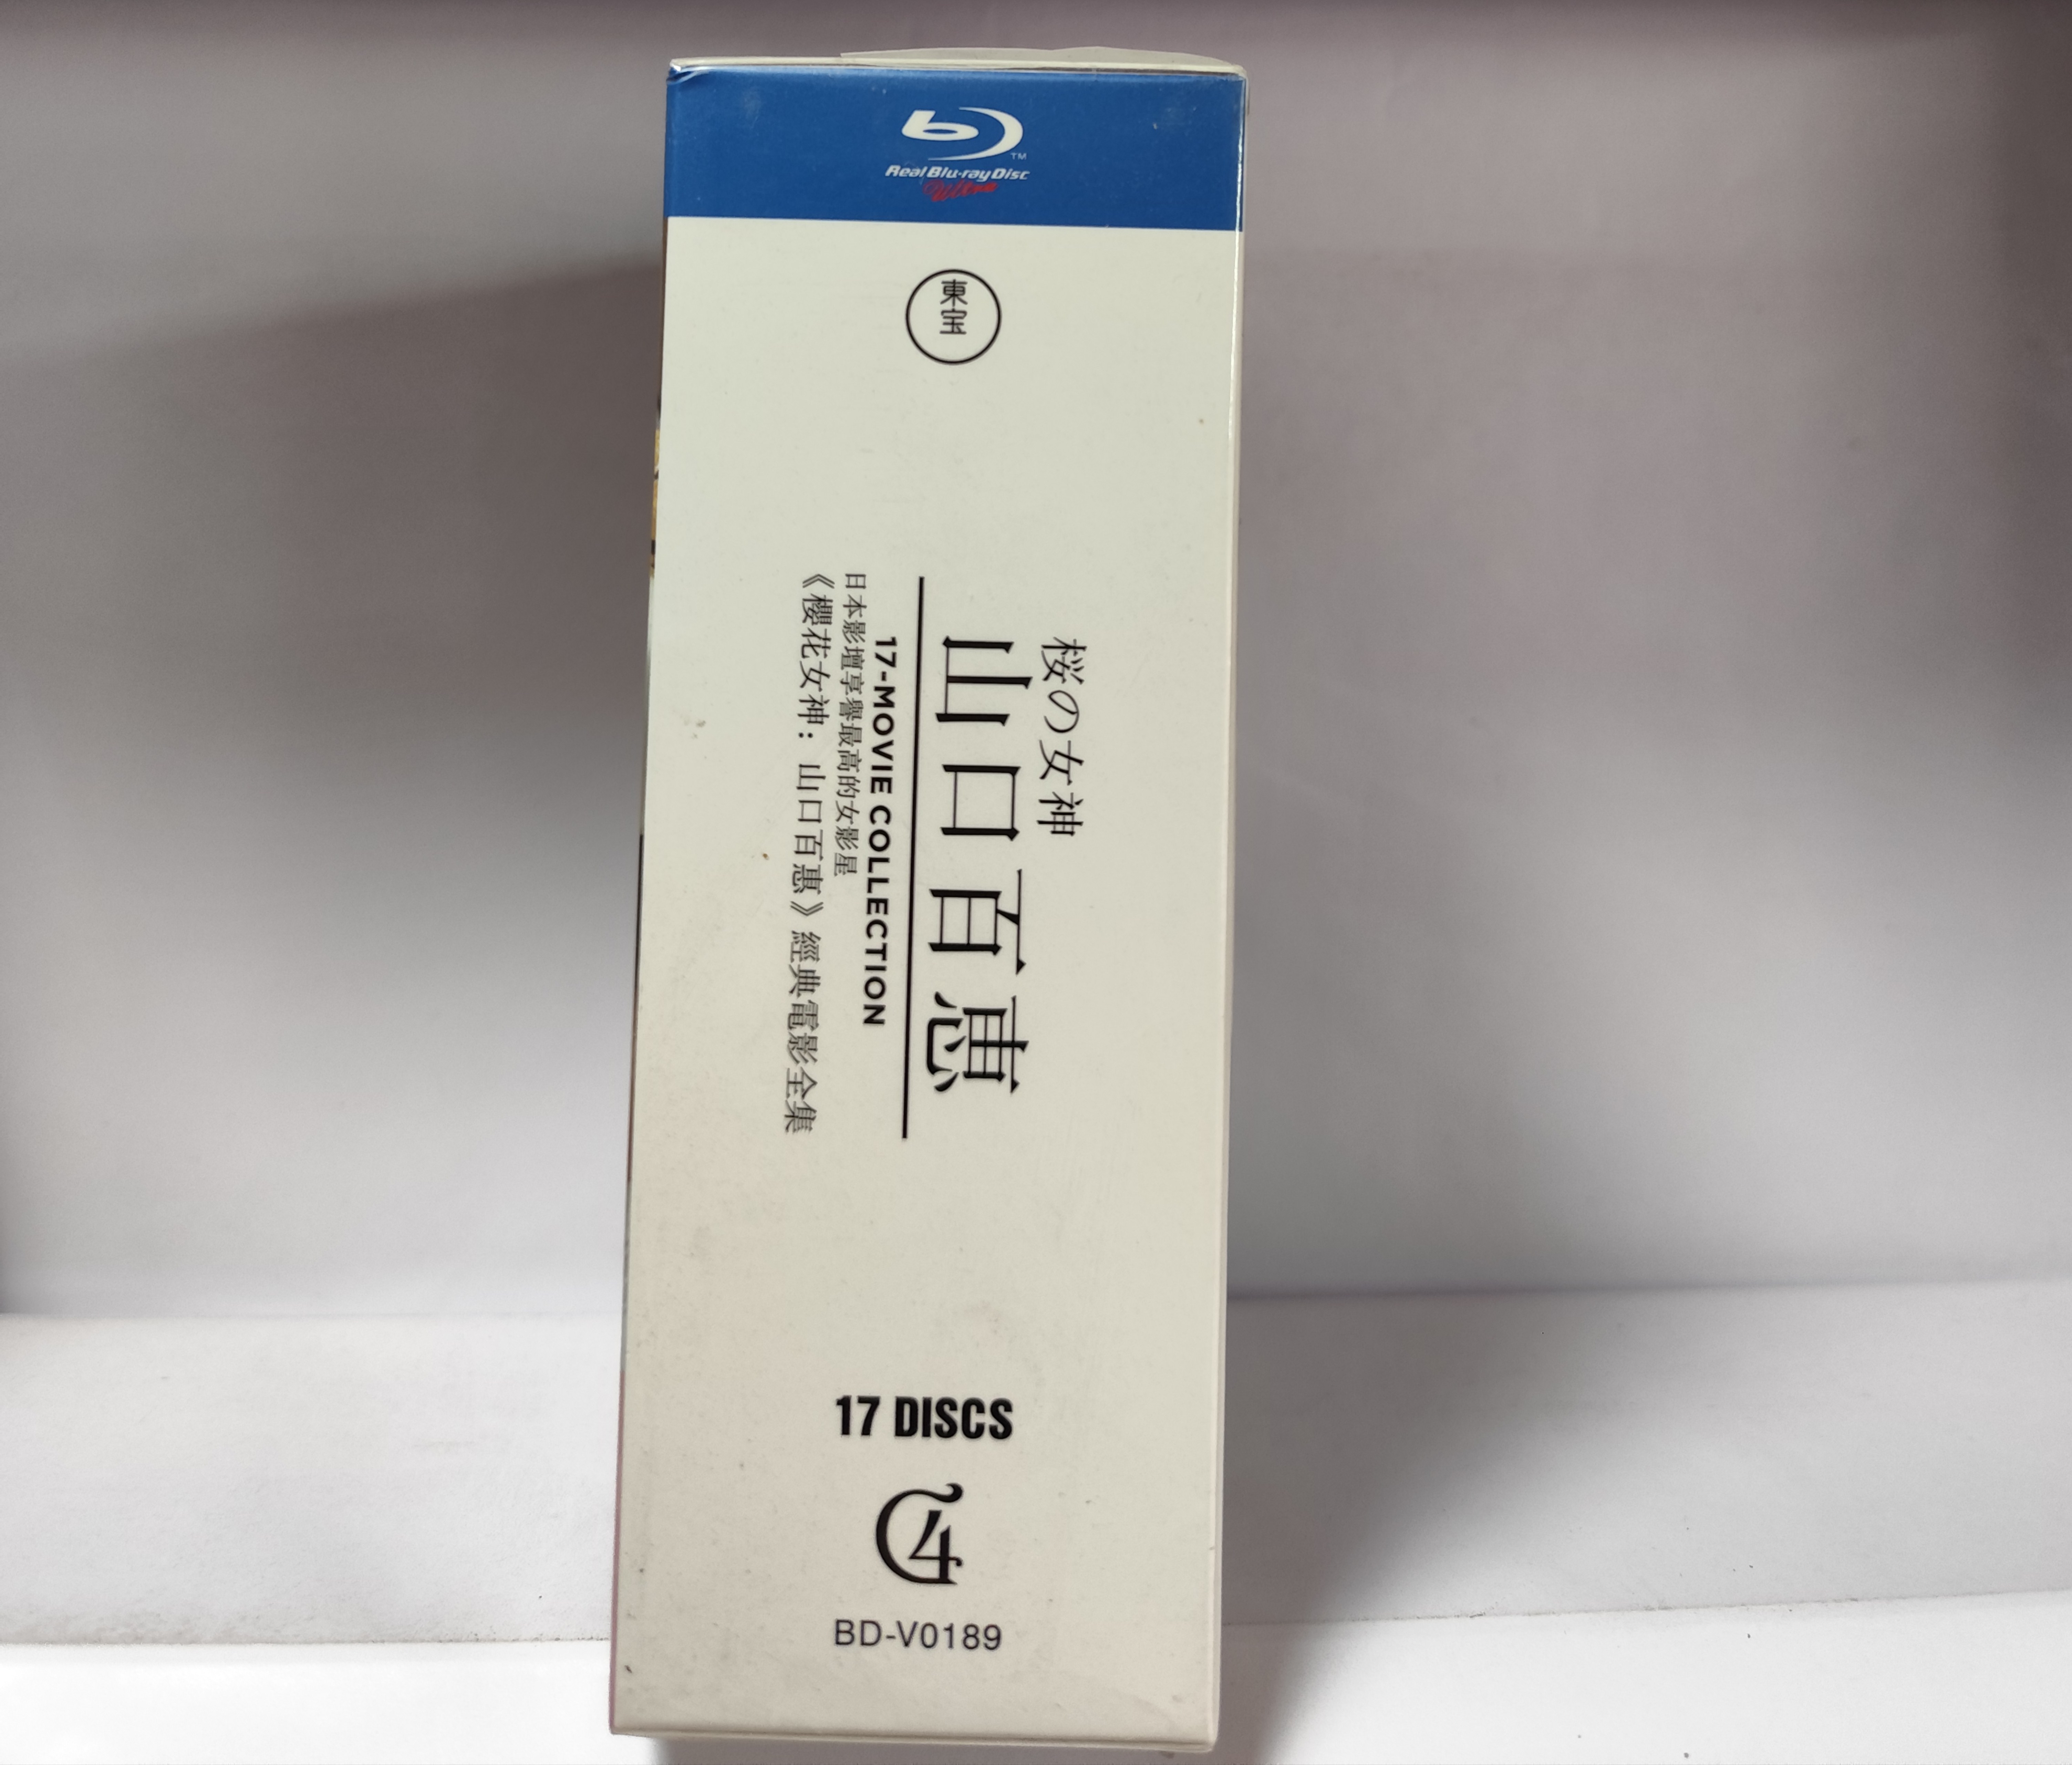 Real Blu-ray Disc
Ultra
東
宝
桜の女神
山口百恵
17-MOVIE COLLECTION
日本影壇享譽最高的女影星
《櫻花女神：山口百惠》經典電影全集
17 DISCS
BD-V0189